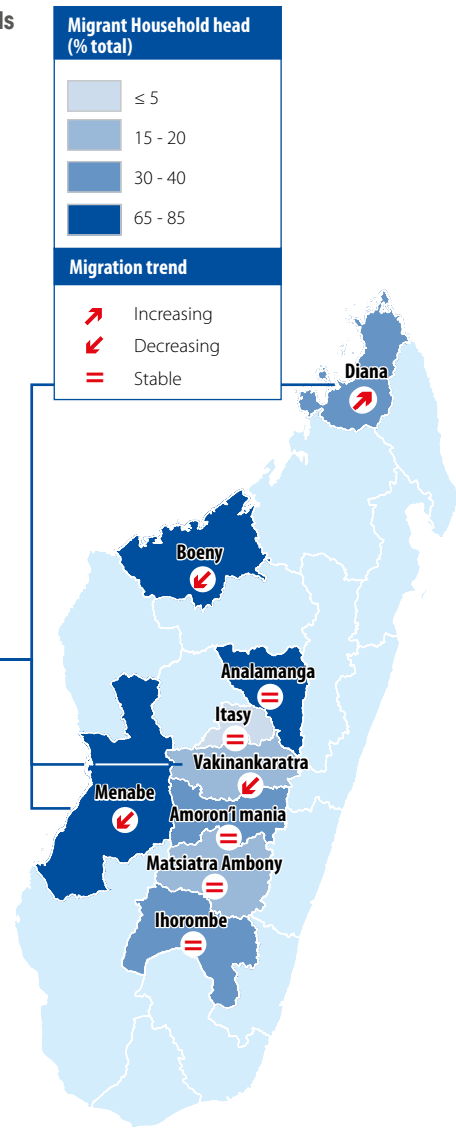 Migrant Household head
(% total)
≤ 5
15 - 20
30 - 40
65 - 85
Migration trend
Increasing
Decreasing
= Stable
Diana
Boeny
Analamanga
=
Itasy
=
Vakinankaratra
Menabe
Amoron'i mania
=
Matsiatra Ambony
=
Ihorombe
=